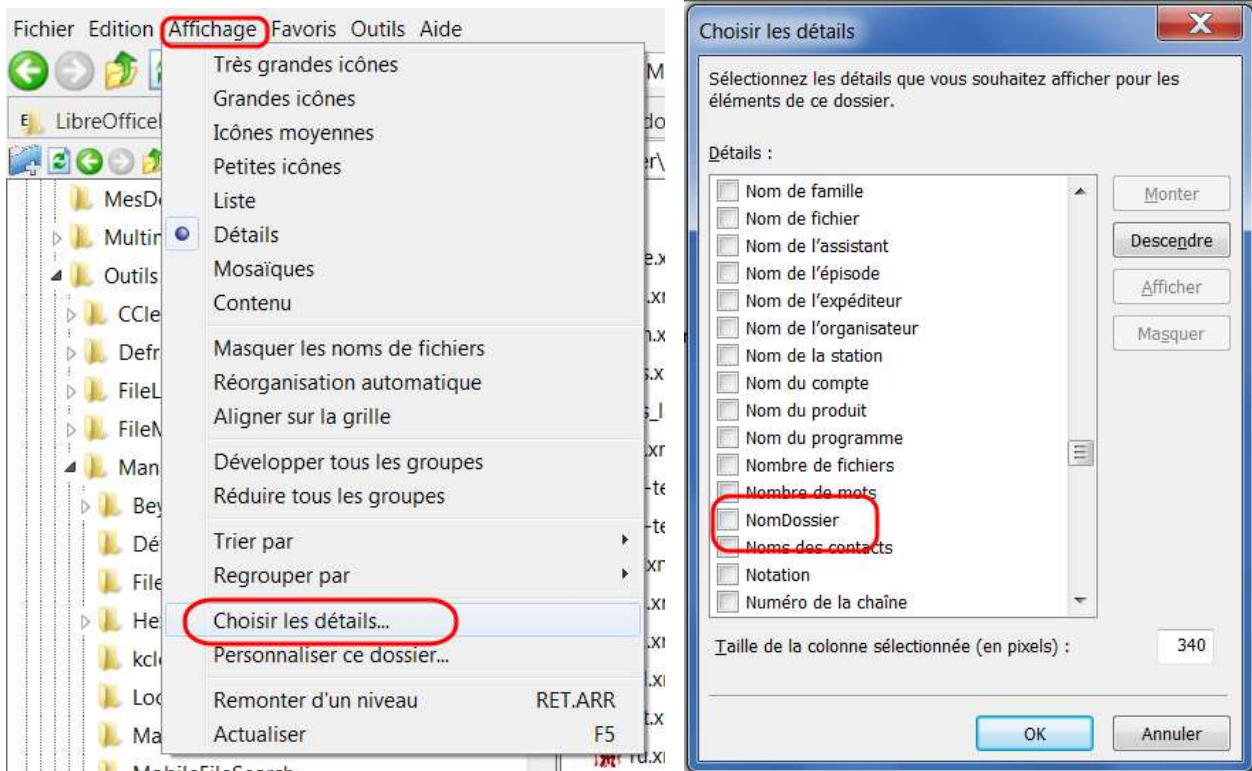 Fichier Edition Affichage Favoris Outils Aide
LibreOffice
MesD
Multim
Outils
CCle
Defr
FileL
FileM
Man
Bey
Dé
File
He
kcl
Loc
Ma
MobileFileSearch
Très grandes icônes
Grandes icônes
Icônes moyennes
Petites icônes
Liste
Détails
Mosaïques
Contenu
Masquer les noms de fichiers
Réorganisation automatique
Aligner sur la grille
Développer tous les groupes
Réduire tous les groupes
Trier par
Regrouper par
Choisir les détails...
Personnaliser ce dossier...
Remonter d'un niveau RET.ARR
Actualiser F5
Choisir les détails
Sélectionnez les détails que vous souhaitez afficher pour les
éléments de ce dossier.
Détails :
Nom de famille
Nom de fichier
Nom de l'assistant
Nom de l'épisode
Nom de l'expéditeur
Nom de l'organisateur
Nom de la station
Nom du compte
Nom du produit
Nom du programme
Nombre de fichiers
Nombre de mots
NomDossier
Noms des contacts
Notation
Numéro de la chaîne
Monter
Descendre
Afficher
Masquer
Taille de la colonne sélectionnée (en pixels) : 340
OK Annuler